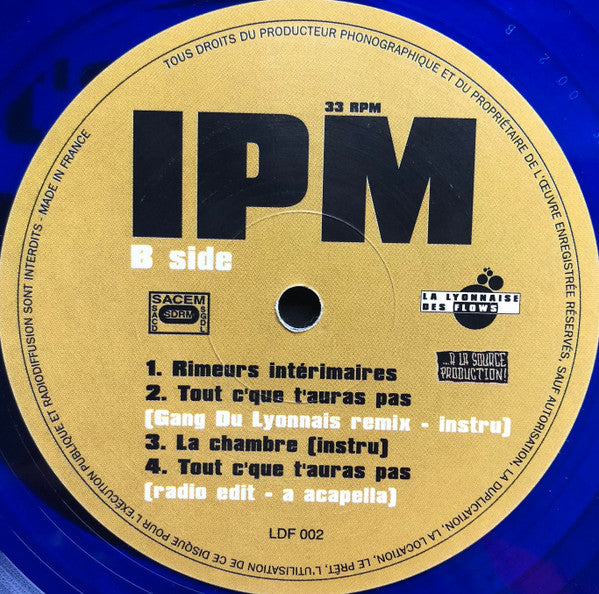 TOUS DROITS DU PRODUCTEUR PHONOGRAPHIQUE ET DU PROPRIÉTAIRE DE L'ŒUVRE ENREGISTRÉE RÉSERVÉS, SAUF AUTORISATION, LA DUPLICATION, LA LOCATION, LE PRÊT, L'UTILISATION DE CE DISQUE POUR L'EXÉCUTION PUBLIQUE ET RADIODIFFUSION SONT INTERDITS - MADE IN FRANCE
33 RPM
IPM
B side
SACEM
SACD SDRM SGDL
LA LYONNAISE
DES FLOWS
...A LA SOURCE
PRODUCTION!
1. Rimeurs intérimaires
2. Tout c'que t'auras pas
(Gang Du Lyonnais remix - instru)
3. La chambre (instru)
4. Tout c'que t'auras pas
(radio edit - a acapella)
LDF 002